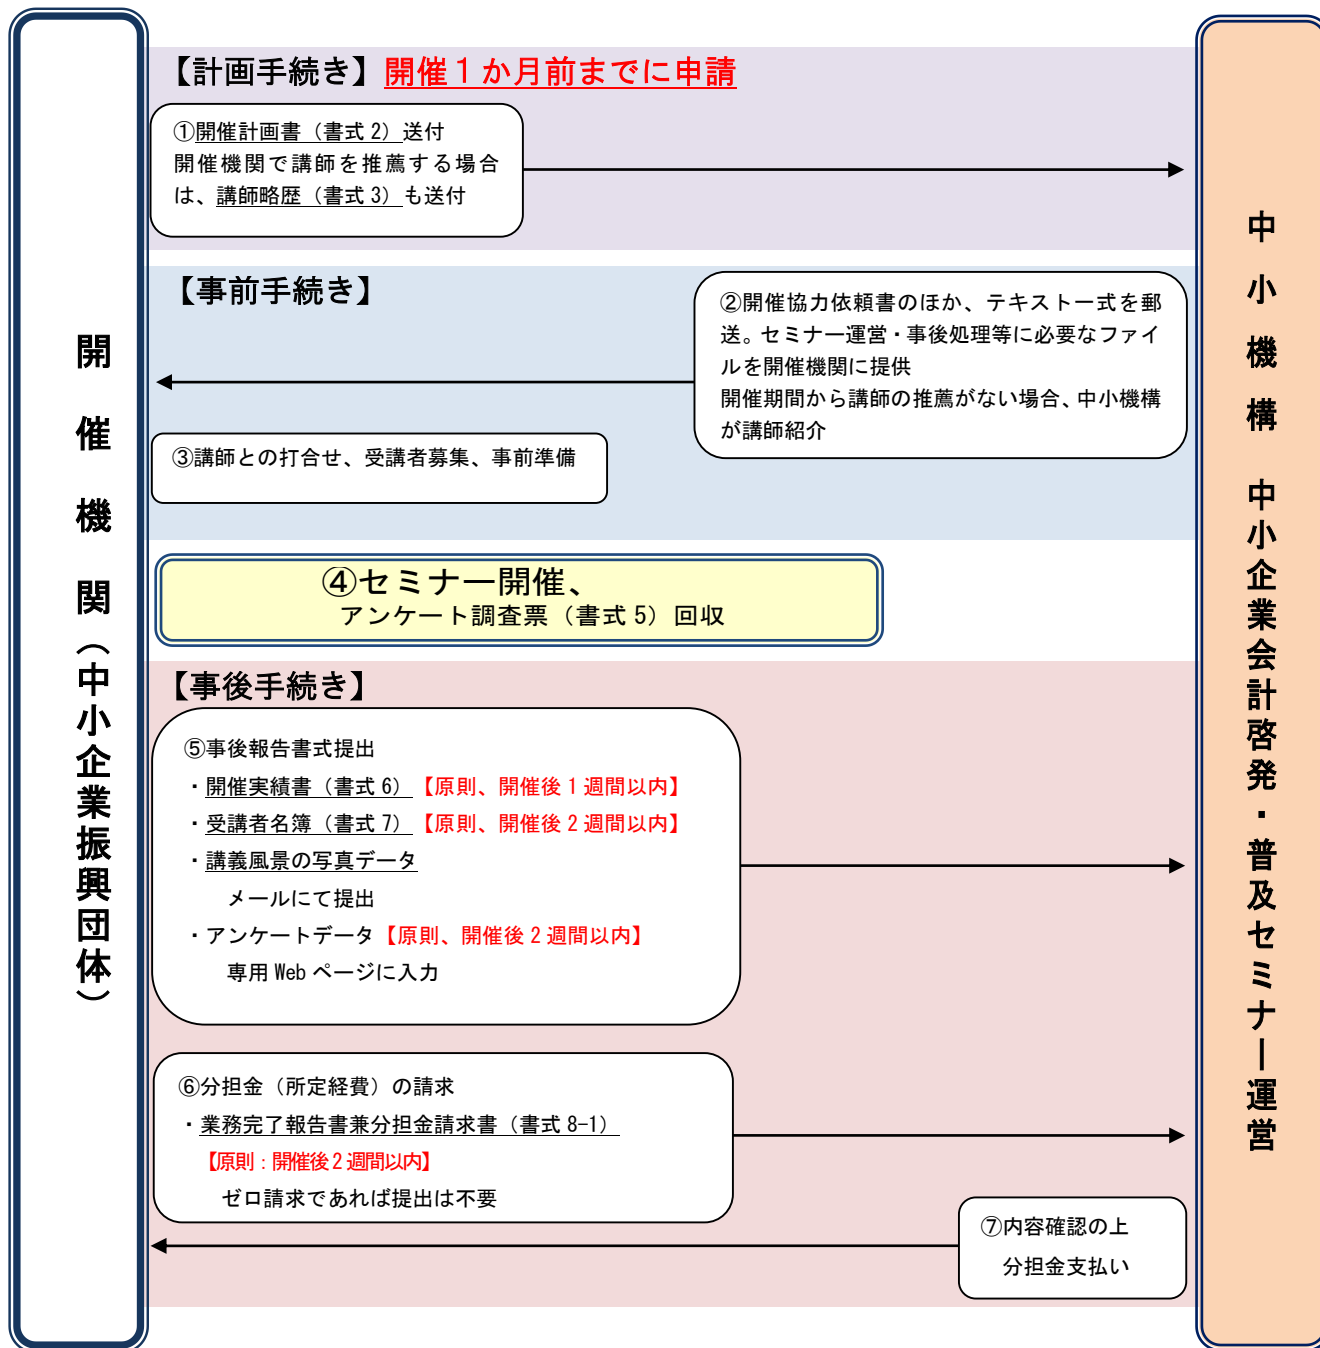 開催機関（中小企業振興団体）
【計画手続き】開催１か月前までに申請
①開催計画書（書式２）送付
開催機関で講師を推薦する場合
は、講師略歴（書式３）も送付
【事前手続き】
②開催協力依頼書のほか、テキスト一式を郵
送。セミナー運営・事後処理等に必要なファイ
ルを開催機関に提供
開催期間から講師の推薦がない場合、中小機構
が講師紹介
③講師との打合せ、受講者募集、事前準備
④セミナー開催、
アンケート調査票（書式５）回収
【事後手続き】
⑤事後報告書式提出
・開催実績書（書式６）【原則、開催後１週間以内】
・受講者名簿（書式７）【原則、開催後２週間以内】
・講義風景の写真データ
メールにて提出
・アンケートデータ【原則、開催後２週間以内】
専用 Web ページに入力
⑥分担金（所定経費）の請求
・業務完了報告書兼分担金請求書（書式 8-1）
【原則：開催後２週間以内】
ゼロ請求であれば提出は不要
⑦内容確認の上
分担金支払い
中小機構 中小企業会計啓発・普及セミナー運営